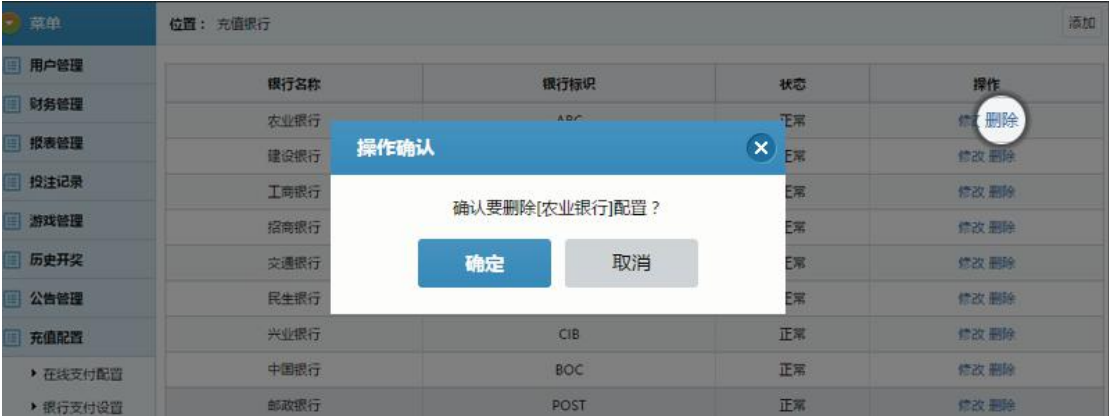 菜单
位置： 充值银行
添加
用户管理
财务管理
报表管理
投注记录
游戏管理
历史开奖
公告管理
充值配置
在线支付配置
银行支付设置
银行名称 银行标识 状态 操作
农业银行 ABC 正常 修改 删除
建设银行 正常 修改 删除
工商银行 正常 修改 删除
招商银行 正常 修改 删除
交通银行 正常 修改 删除
民生银行 正常 修改 删除
兴业银行 CIB 正常 修改 删除
中国银行 BOC 正常 修改 删除
邮政银行 POST 正常 修改 删除
操作确认
确认要删除[农业银行]配置？
确定 取消